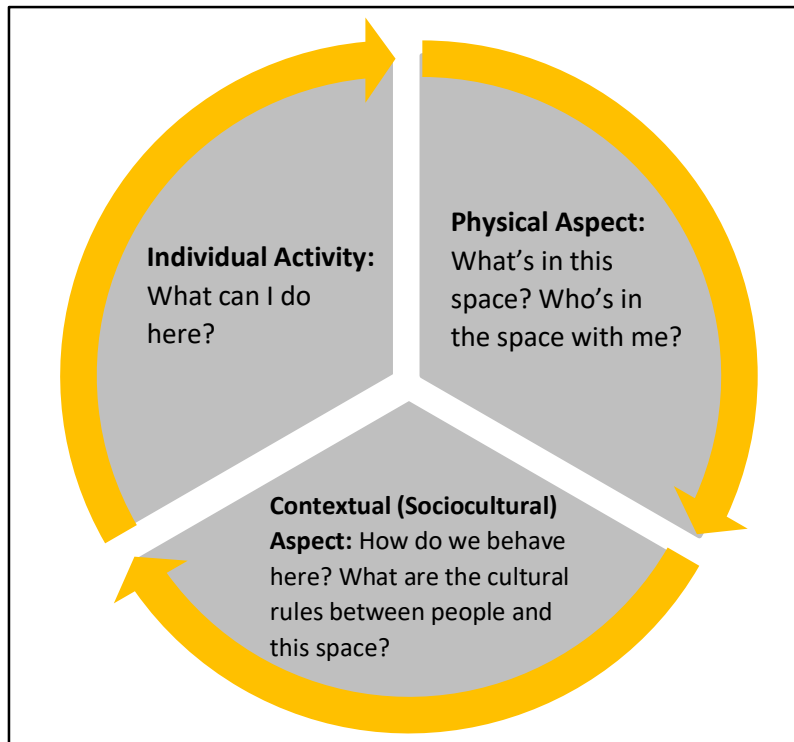 Individual Activity:
What can I do
here?
Physical Aspect:
What’s in this
space? Who’s in
the space with me?
Contextual (Sociocultural)
Aspect: How do we behave
here? What are the cultural
rules between people and
this space?